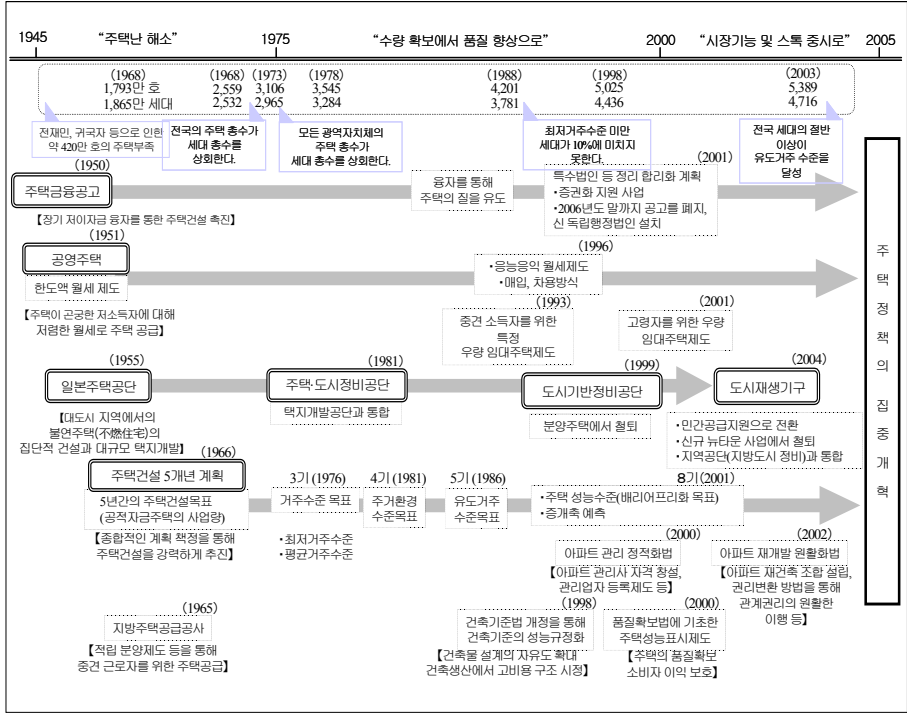 1945 “주택난 해소” 1975 “수량 확보에서 품질 향상으로” 2000 “시장기능 및 스톡 중시로” 2005
(1968) (1968) (1973) (1978) (1988) (1998) (2003)
1,793만 호 2,559 3,106 3,545 4,201 5,025 5,389
1,865만 세대 2,532 2,965 3,284 3,781 4,436 4,716
전재민, 귀국자 등으로 인한
약 420만 호의 주택부족
전국의 주택 총수가
세대 총수를
상회한다.
모든 광역자치체의
주택 총수가
세대 총수를 상회한다.
최저거주수준 미만
세대가 10%에 미치지
못한다.
전국 세대의 절반
이상이
유도거주 수준을
달성
(1950)
주택금융공고
【장기 저이자금 융자를 통한 주택건설 촉진】
융자를 통해
주택의 질을 유도
(2001)
특수법인 등 정리 합리화 계획
•증권화 지원 사업
•2006년도 말까지 공고를 폐지,
신 독립행정법인 설치
(1951)
공영주택
한도액 월세 제도
【주택이 곤궁한 저소득자에 대해
저렴한 월세로 주택 공급】
(1996)
•응능응익 월세제도
•매입, 차용방식
(1993)
중견 소득자를 위한
특정
우량 임대주택제도
(2001)
고령자를 위한 우량
임대주택제도
(1955)
일본주택공단
【대도시 지역에서의
불연주택(不燃住宅)의
집단적 건설과 대규모 택지개발】
(1981)
주택·도시정비공단
택지개발공단과 통합
(1999)
도시기반정비공단
분양주택에서 철퇴
(2004)
도시재생기구
•민간공급지원으로 전환
•신규 뉴타운 사업에서 철퇴
•지역공단(지방도시 정비)과 통합
(1966)
주택건설 5개년 계획
5년간의 주택건설목표
(공적자금주택의 사업량)
【종합적인 계획 책정을 통해
주택건설을 강력하게 추진】
3기 (1976)
거주수준 목표
•최저거주수준
•평균거주수준
4기 (1981)
주거환경
수준목표
5기 (1986)
유도거주
수준목표
8기(2001)
•주택 성능수준(배리어프리화 목표)
•증개축 예측
(2000)
아파트 관리 정적화법
【아파트 관리사 자격 창설,
관리업자 등록제도 등】
(2002)
아파트 재개발 원활화법
【아파트 재건축 조합 설립,
권리변환 방법을 통해
관계권리의 원활한
이행 등】
(1965)
지방주택공급공사
【적립 분양제도 등을 통해
중견 근로자를 위한 주택공급】
(1998)
건축기준법 개정을 통해
건축기준의 성능규정화
【건축물 설계의 자유도 확대
건축생산에서 고비용 구조 시정】
(2000)
품질확보법에 기초한
주택성능표시제도
【주택의 품질확보
소비자 이익 보호】
주택정책의 집중개혁